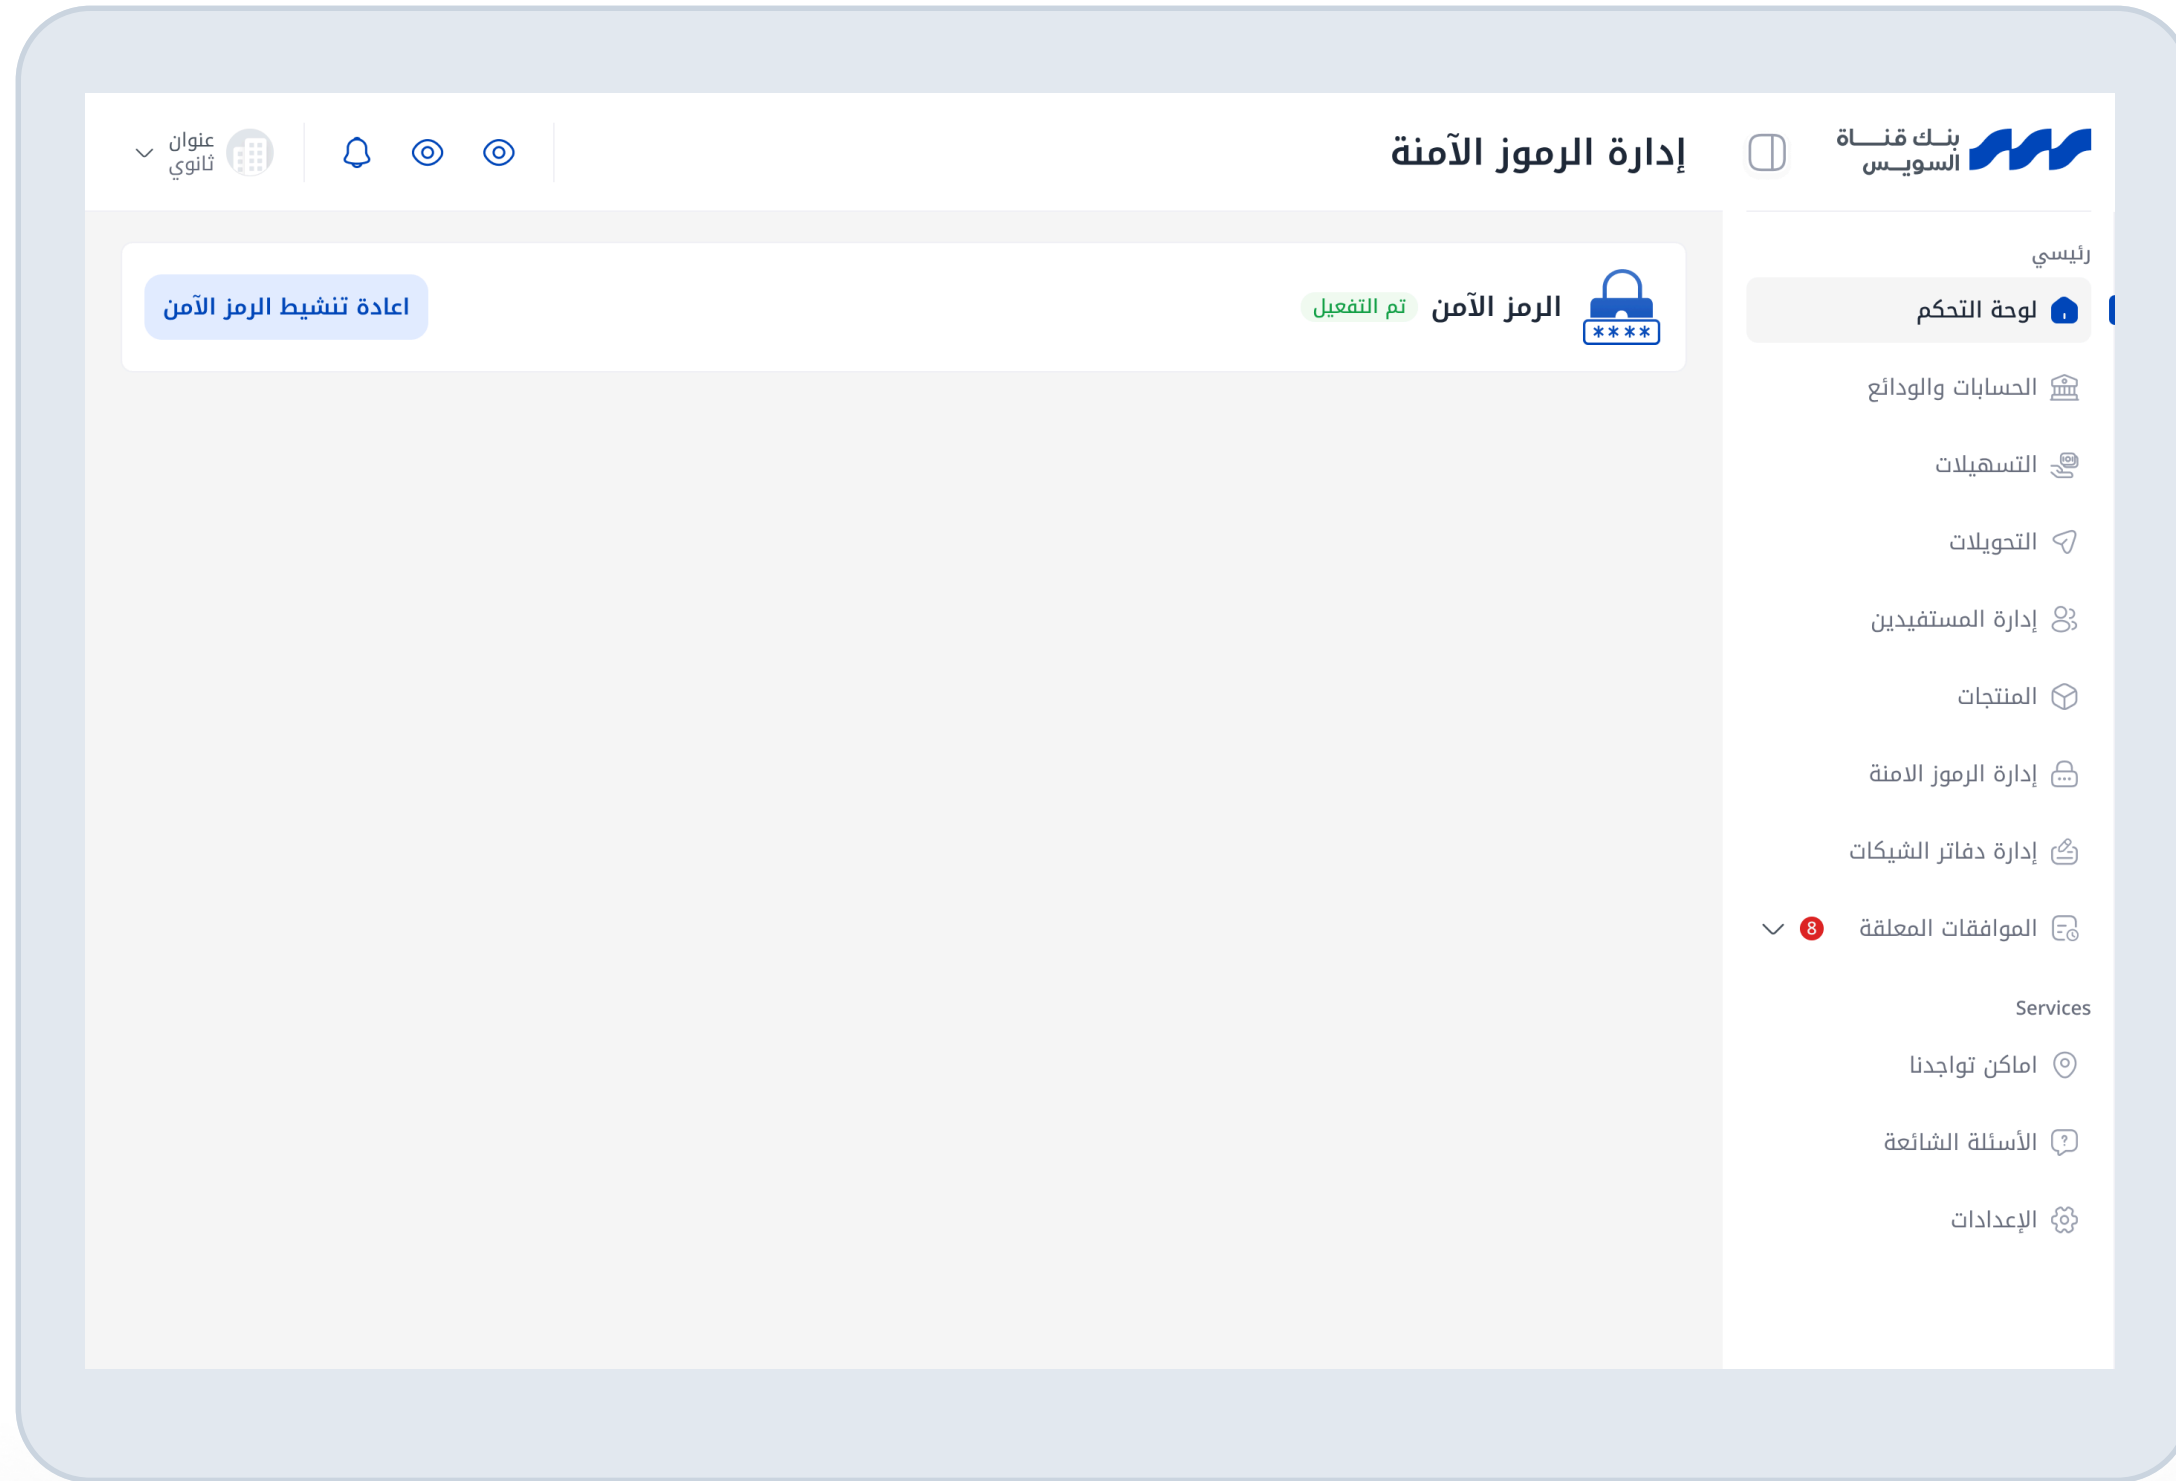 بنـك قنـــاة
السويـس
إدارة الرموز الآمنة
عنوان
ثانوي
رئيسي
لوحة التحكم
الحسابات والودائع
التسهيلات
التحويلات
إدارة المستفيدين
المنتجات
إدارة الرموز الامنة
إدارة دفاتر الشيكات
الموافقات المعلقة 8
Services
اماكن تواجدنا
الأسئلة الشائعة
الإعدادات
**** الرمز الآمن تم التفعيل
اعادة تنشيط الرمز الآمن